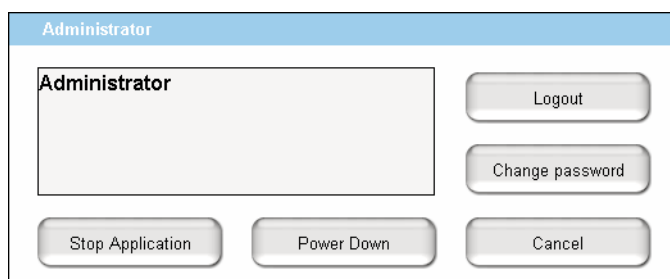 Administrator
Administrator
Logout
Change password
Stop Application
Power Down
Cancel